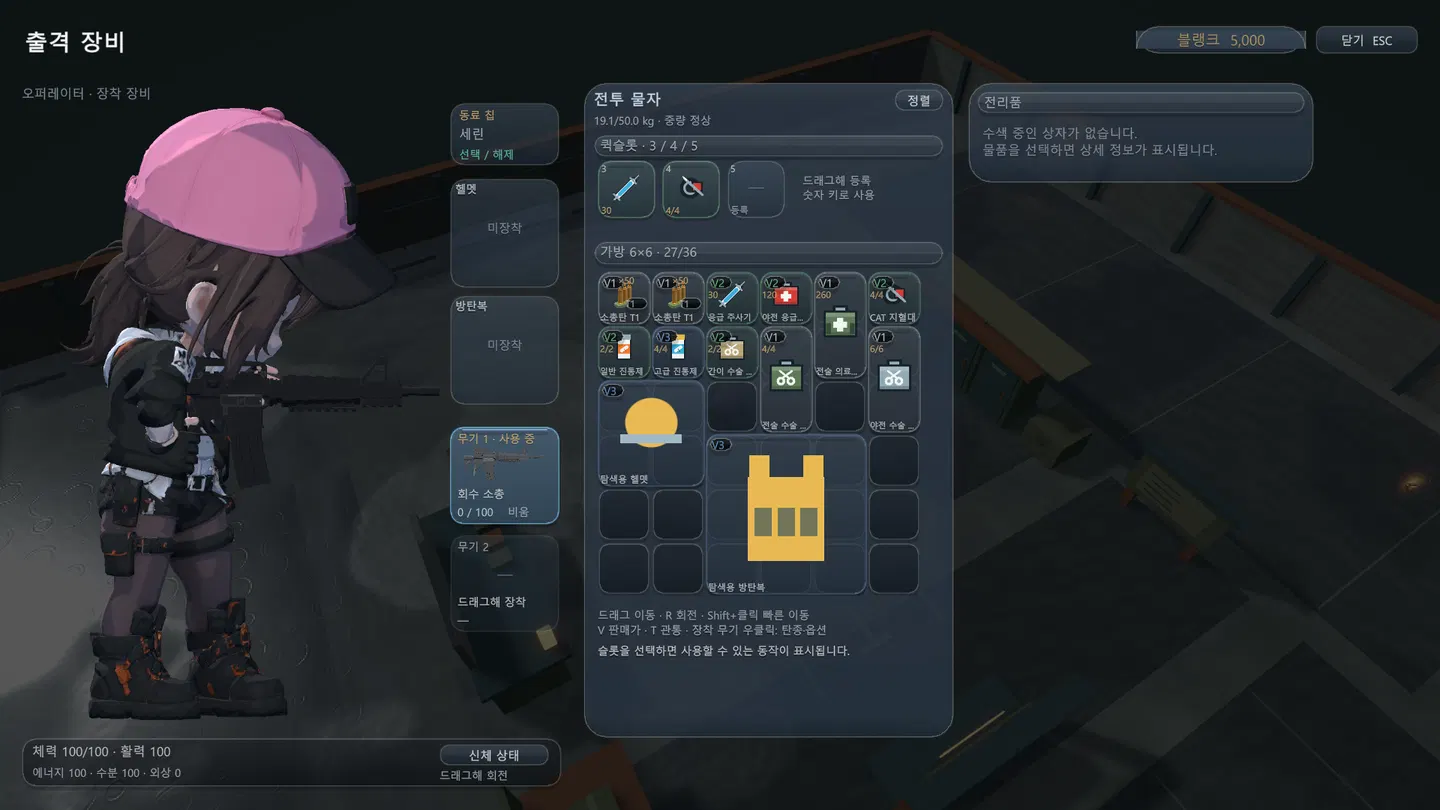 출격 장비
블랭크 5,000
닫기 ESC
오퍼레이터 · 장착 장비
동료 칩
세린
선택 / 해제
헬멧
미장착
방탄복
미장착
무기 1 · 사용 중
회수 소총
0 / 100 비움
무기 2
—
드래그해 장착
—
전투 물자
정렬
19.1/50.0 kg · 중량 정상
퀵슬롯 · 3 / 4 / 5
3
30
4
4/4
5
—
등록
드래그해 등록
숫자 키로 사용
가방 6×6 · 27/36
V1 ×50
1
소총탄 T1
V1 ×50
1
소총탄 T1
V2
30
응급 주사기
V2
120
야전 응급…
V1
260
전술 의료…
V2
4/4
CAT 지혈대
V2
2/2
일반 진통제
V3
4/4
고급 진통제
V2
2/2
간이 수술 …
V1
4/4
전술 수술 …
V1
6/6
야전 수술 …
V3
탐색용 헬멧
V3
탐색용 방탄복
드래그 이동 · R 회전 · Shift+클릭 빠른 이동
V 판매가 · T 관통 · 장착 무기 우클릭: 탄종·옵션
슬롯을 선택하면 사용할 수 있는 동작이 표시됩니다.
전리품
수색 중인 상자가 없습니다.
물품을 선택하면 상세 정보가 표시됩니다.
체력 100/100 · 활력 100
에너지 100 · 수분 100 · 외상 0
신체 상태
드래그해 회전